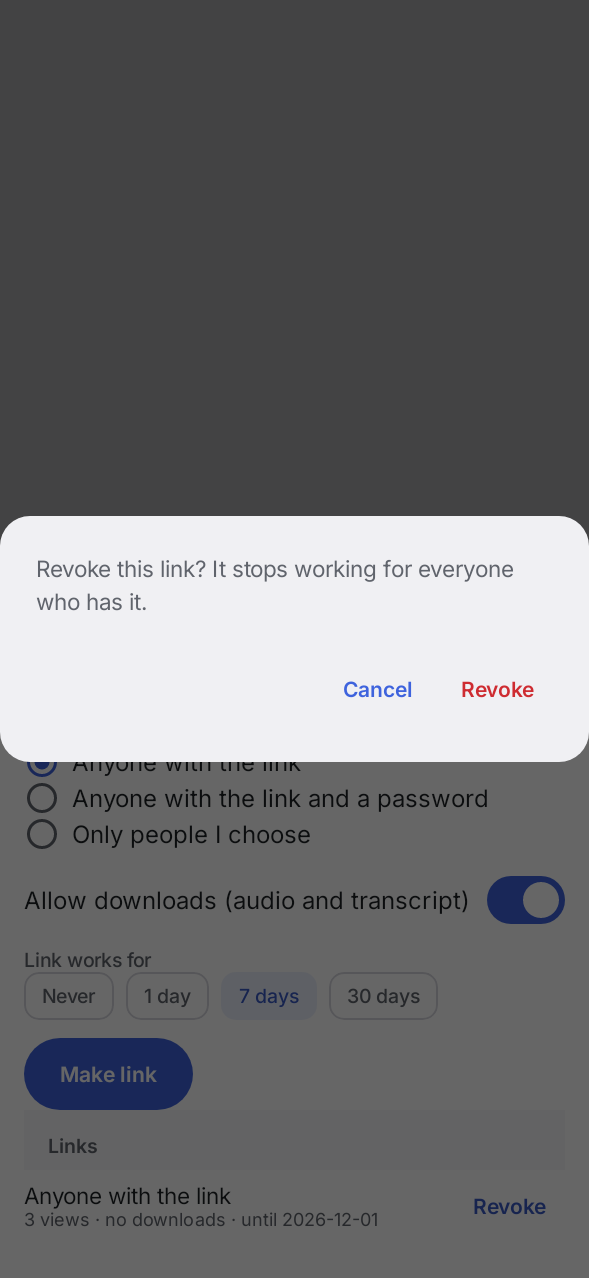 Revoke this link? It stops working for everyone
who has it.
Cancel Revoke
Anyone with the link
Anyone with the link and a password
Only people I choose
Allow downloads (audio and transcript)
Link works for
Never 1 day 7 days 30 days
Make link
Links
Anyone with the link
3 views · no downloads · until 2026-12-01
Revoke